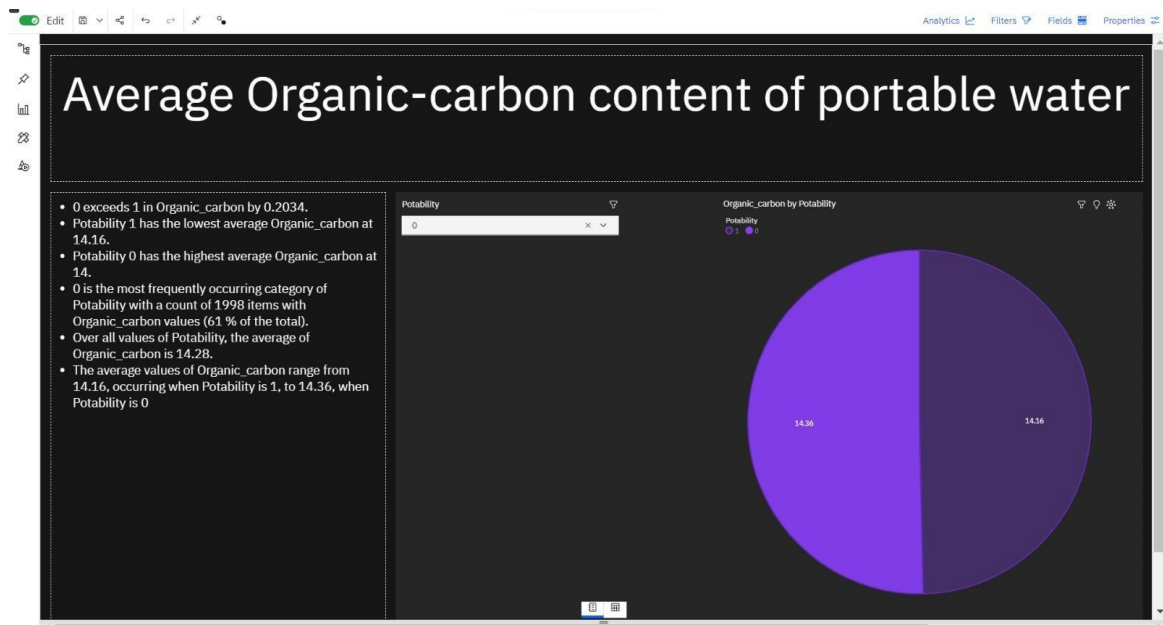 Edit
Analytics
Filters
Fields
Properties
Average Organic-carbon content of portable water
• 0 exceeds 1 in Organic_carbon by 0.2034.
• Potability 1 has the lowest average Organic_carbon at
14.16.
• Potability 0 has the highest average Organic_carbon at
14.
• 0 is the most frequently occurring category of
Potability with a count of 1998 items with
Organic_carbon values (61 % of the total).
• Over all values of Potability, the average of
Organic_carbon is 14.28.
• The average values of Organic_carbon range from
14.16, occurring when Potability is 1, to 14.36, when
Potability is 0
Potability
0
Organic_carbon by Potability
Potability
1 0
14.36
14.16